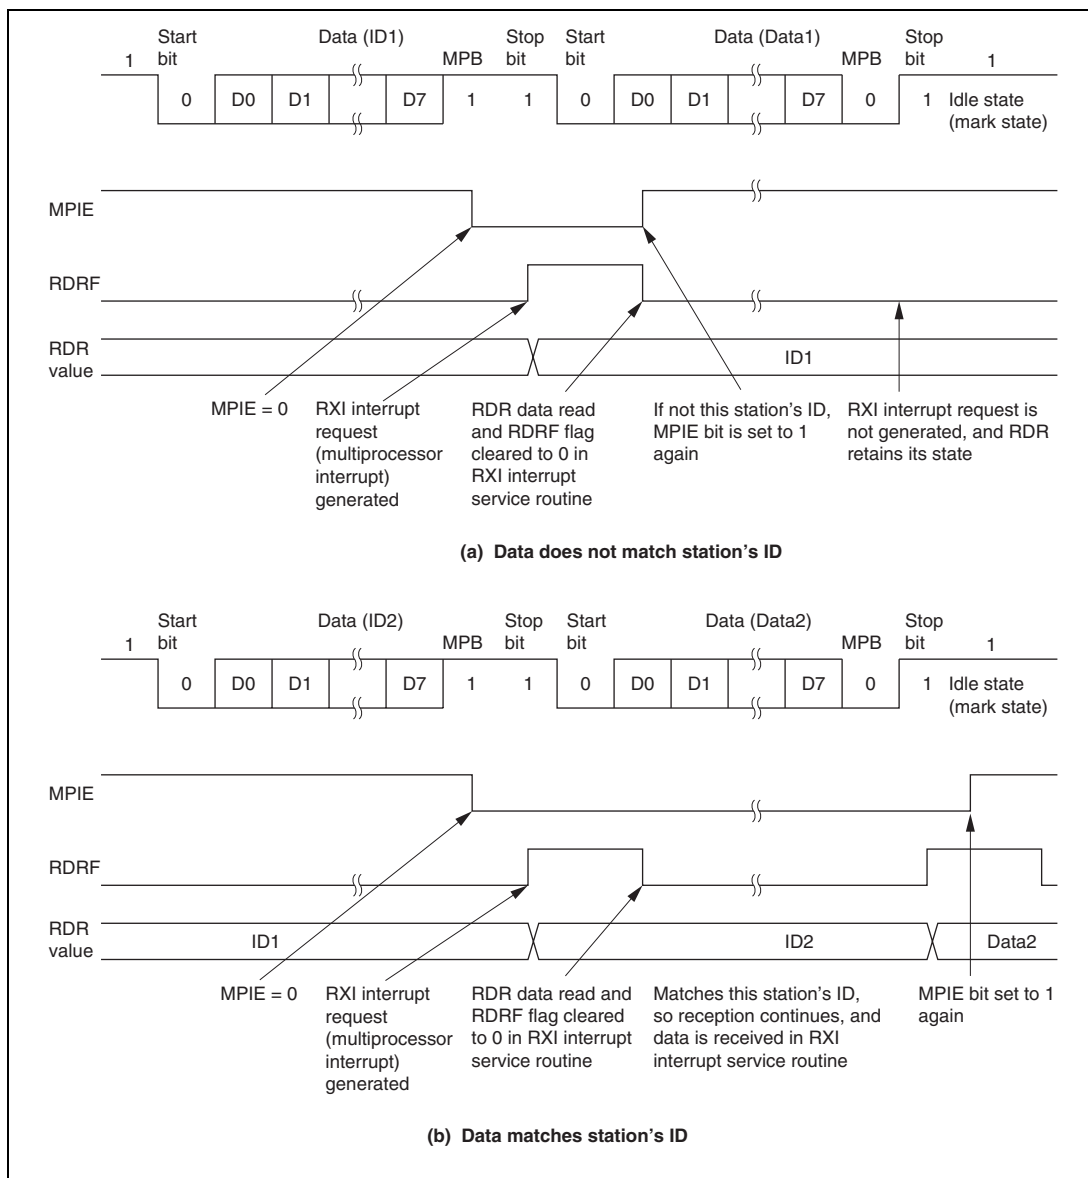 Start bit Data (ID1) Stop bit Start bit Data (Data1) Stop bit
1 MPB MPB 1
0 D0 D1 D7 1 1 0 D0 D1 D7 0 1 Idle state (mark state)
MPIE
RDRF
RDR value
ID1
MPIE = 0
RXI interrupt
request
(multiprocessor
interrupt)
generated
RDR data read
and RDRF flag
cleared to 0 in
RXI interrupt
service routine
If not this station's ID,
MPIE bit is set to 1
again
RXI interrupt request is
not generated, and RDR
retains its state
(a) Data does not match station's ID
Start bit Data (ID2) Stop bit Start bit Data (Data2) Stop bit
1 MPB MPB 1
0 D0 D1 D7 1 1 0 D0 D1 D7 0 1 Idle state (mark state)
MPIE
RDRF
RDR value
ID1 ID2 Data2
MPIE = 0
RXI interrupt
request
(multiprocessor
interrupt)
generated
RDR data read and
RDRF flag cleared
to 0 in RXI interrupt
service routine
Matches this station's ID,
so reception continues, and
data is received in RXI
interrupt service routine
MPIE bit set to 1
again
(b) Data matches station's ID